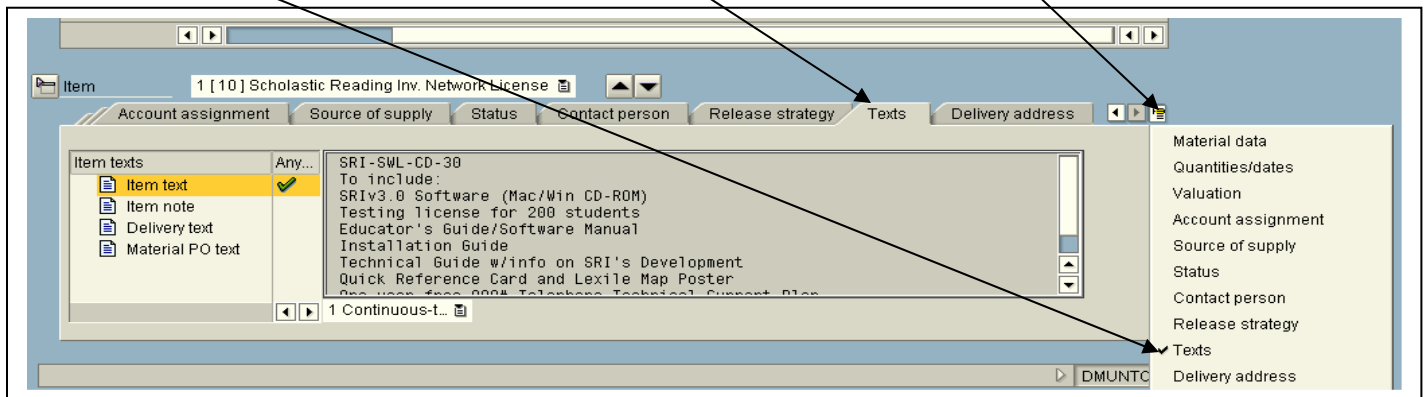 Item 1 [ 10 ] Scholastic Reading Inv. Network License
Account assignment Source of supply Status Contact person Release strategy Texts Delivery address
Item texts Any...
Item text
Item note
Delivery text
Material PO text
SRI-SWL-CD-30
To include:
SRIv3.0 Software (Mac/Win CD-ROM)
Testing license for 200 students
Educator's Guide/Software Manual
Installation Guide
Technical Guide w/info on SRI's Development
Quick Reference Card and Lexile Map Poster
1 Continuous-t...
Material data
Quantities/dates
Valuation
Account assignment
Source of supply
Status
Contact person
Release strategy
Texts
Delivery address
DMUNTC